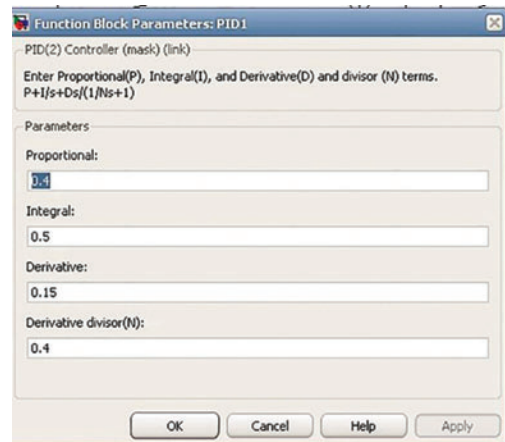 Function Block Parameters: PID1
PID(2) Controller (mask) (link)
Enter Proportional(P), Integral(I), and Derivative(D) and divisor (N) terms.
P+I/s+Ds/(1/Ns+1)
Parameters
Proportional:
0.4
Integral:
0.5
Derivative:
0.15
Derivative divisor(N):
0.4
OK Cancel Help Apply